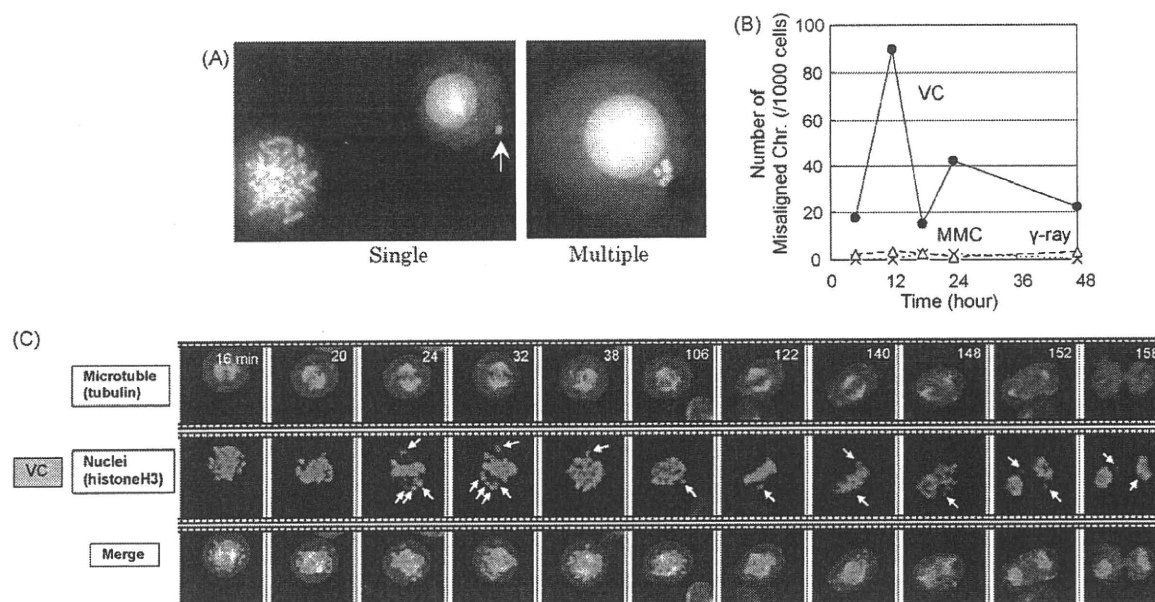 (A)
Single
Multiple
(B)
Number of
Misaligned Chr. (/1000 cells)
100
80
60
40
20
0
VC
MMC
γ-ray
0
12
24
36
48
Time (hour)
(C)
Microtuble
(tubulin)
16 min
20
24
32
38
106
122
140
148
152
158
VC
Nuclei
(histoneH3)
Merge